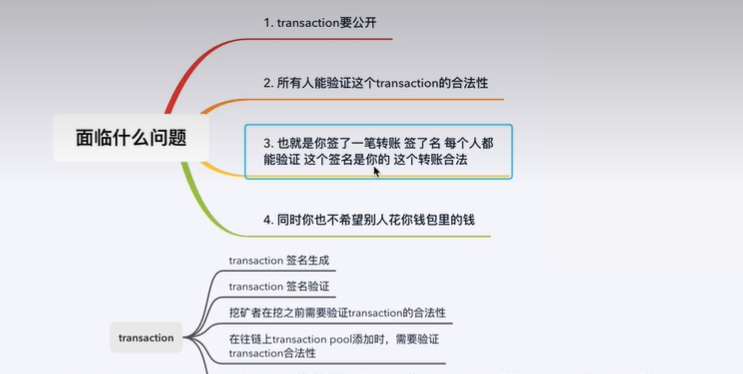 1. transaction要公开
2. 所有人能验证这个transaction的合法性
面临什么问题
3. 也就是你签了一笔转账 签了名 每个人都
能验证 这个签名是你的 这个转账合法
4. 同时你也不希望别人花你钱包里的钱
transaction 签名生成
transaction 签名验证
挖矿者在挖之前需要验证transaction的合法性
transaction
在往链上transaction pool添加时，需要验证
transaction合法性